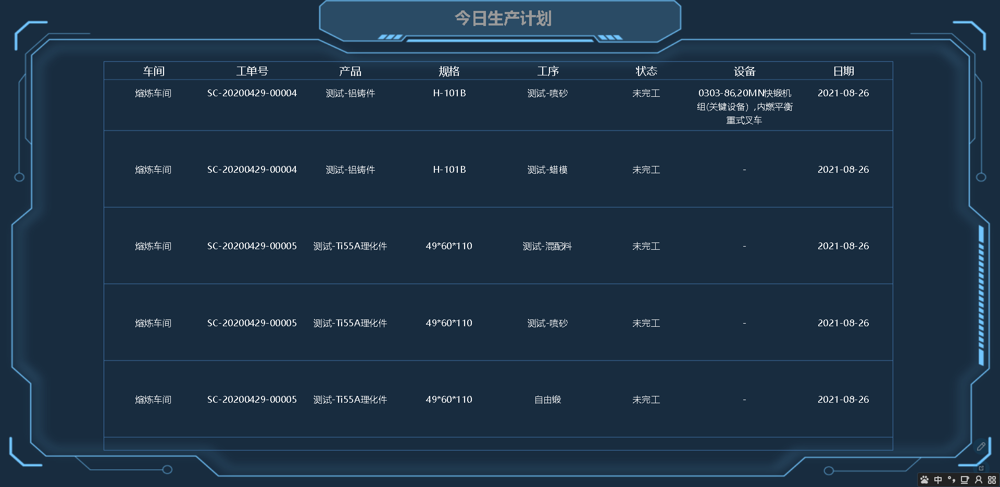 今日生产计划
车间 工单号 产品 规格 工序 状态 设备 日期
熔炼车间 SC-20200429-00004 测试-铝铸件 H-101B 测试-喷砂 未完工 0303-86,20MN快锻机 2021-08-26
组(关键设备）,内燃平衡
重式叉车
熔炼车间 SC-20200429-00004 测试-铝铸件 H-101B 测试-蜡模 未完工 - 2021-08-26
熔炼车间 SC-20200429-00005 测试-Ti55A理化件 49*60*110 测试-混配料 未完工 - 2021-08-26
熔炼车间 SC-20200429-00005 测试-Ti55A理化件 49*60*110 测试-喷砂 未完工 - 2021-08-26
熔炼车间 SC-20200429-00005 测试-Ti55A理化件 49*60*110 自由锻 未完工 - 2021-08-26
中 °,